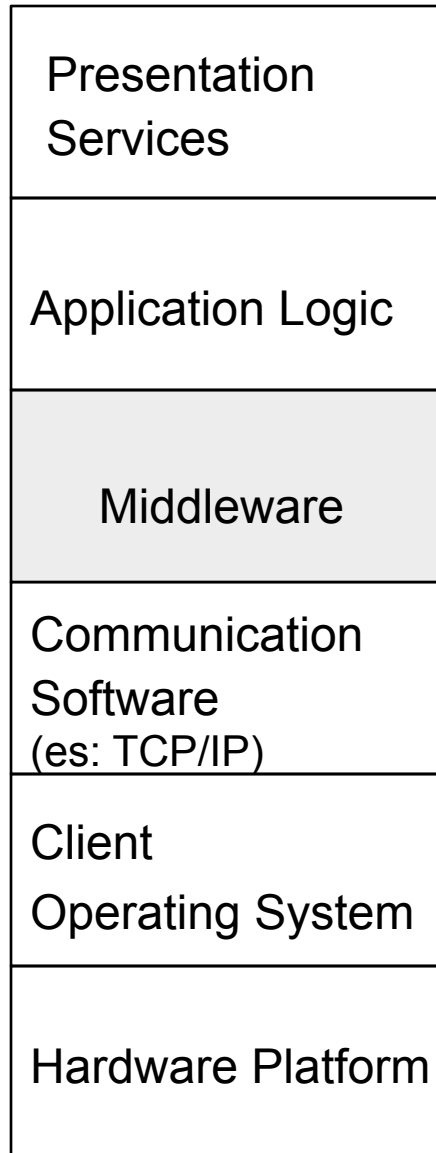 Presentation
Services
Application Logic
Middleware
Communication
Software
(es: TCP/IP)
Client
Operating System
Hardware Platform